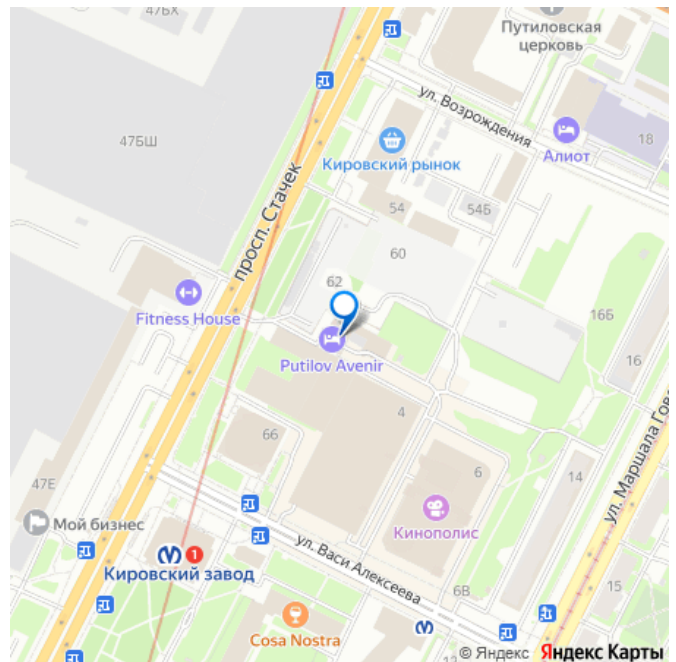 47БХ
Путиловская
церковь
ул. Возрождения
47БШ
18
Алиот
Кировский рынок
просп. Стачек
54
54Б
60
62
Fitness House
16Б
16
Putilov Avenir
4
66
ул. Маршала Гово
6
14
47Е
Мой бизнес
Кинополис
1
Кировский завод
ул. Васи Алексеева
6В
15
Cosa Nostra
© Яндекс Яндекс Карты